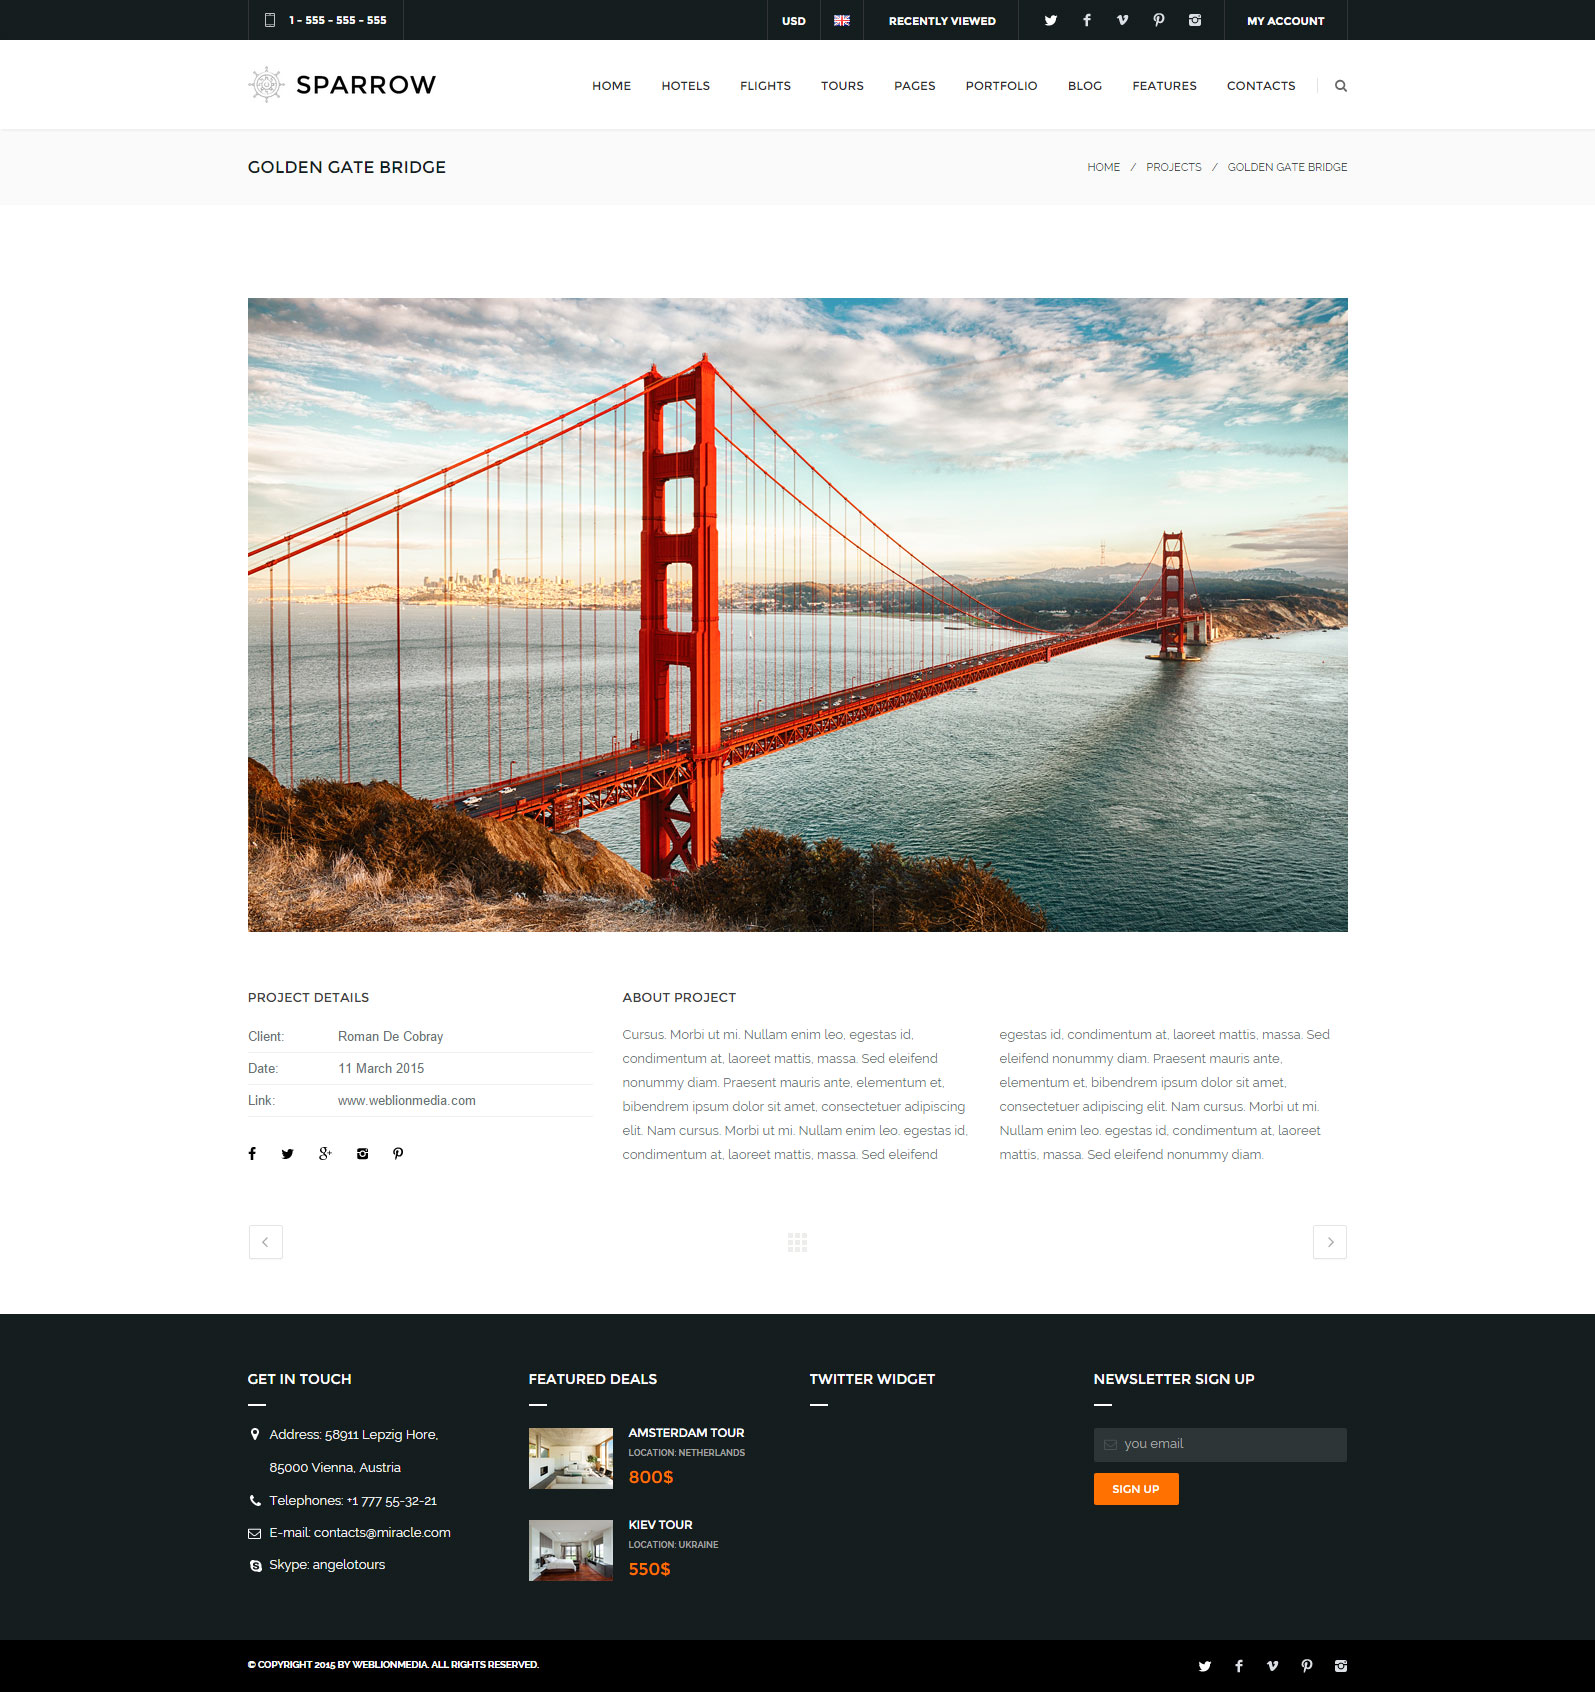 1 - 555 - 555 - 555
USD
RECENTLY VIEWED
MY ACCOUNT
SPARROW
HOME
HOTELS
FLIGHTS
TOURS
PAGES
PORTFOLIO
BLOG
FEATURES
CONTACTS
GOLDEN GATE BRIDGE
HOME / PROJECTS / GOLDEN GATE BRIDGE
PROJECT DETAILS
Client: Roman De Cobray
Date: 11 March 2015
Link: www.weblionmedia.com
ABOUT PROJECT
Cursus. Morbi ut mi. Nullam enim leo, egestas id,
condimentum at, laoreet mattis, massa. Sed eleifend
nonummy diam. Praesent mauris ante, elementum et,
bibendrem ipsum dolor sit amet, consectetuer adipiscing
elit. Nam cursus. Morbi ut mi. Nullam enim leo. egestas id,
condimentum at, laoreet mattis, massa. Sed eleifend
egestas id, condimentum at, laoreet mattis, massa. Sed
eleifend nonummy diam. Praesent mauris ante,
elementum et, bibendrem ipsum dolor sit amet,
consectetuer adipiscing elit. Nam cursus. Morbi ut mi.
Nullam enim leo. egestas id, condimentum at, laoreet
mattis, massa. Sed eleifend nonummy diam.
GET IN TOUCH
Address: 58911 Lepzig Hore,
85000 Vienna, Austria
Telephones: +1 777 55-32-21
E-mail: contacts@miracle.com
Skype: angelotours
FEATURED DEALS
AMSTERDAM TOUR
LOCATION: NETHERLANDS
800$
KIEV TOUR
LOCATION: UKRAINE
550$
TWITTER WIDGET
NEWSLETTER SIGN UP
you email
SIGN UP
© COPYRIGHT 2015 BY WEBLIONMEDIA. ALL RIGHTS RESERVED.